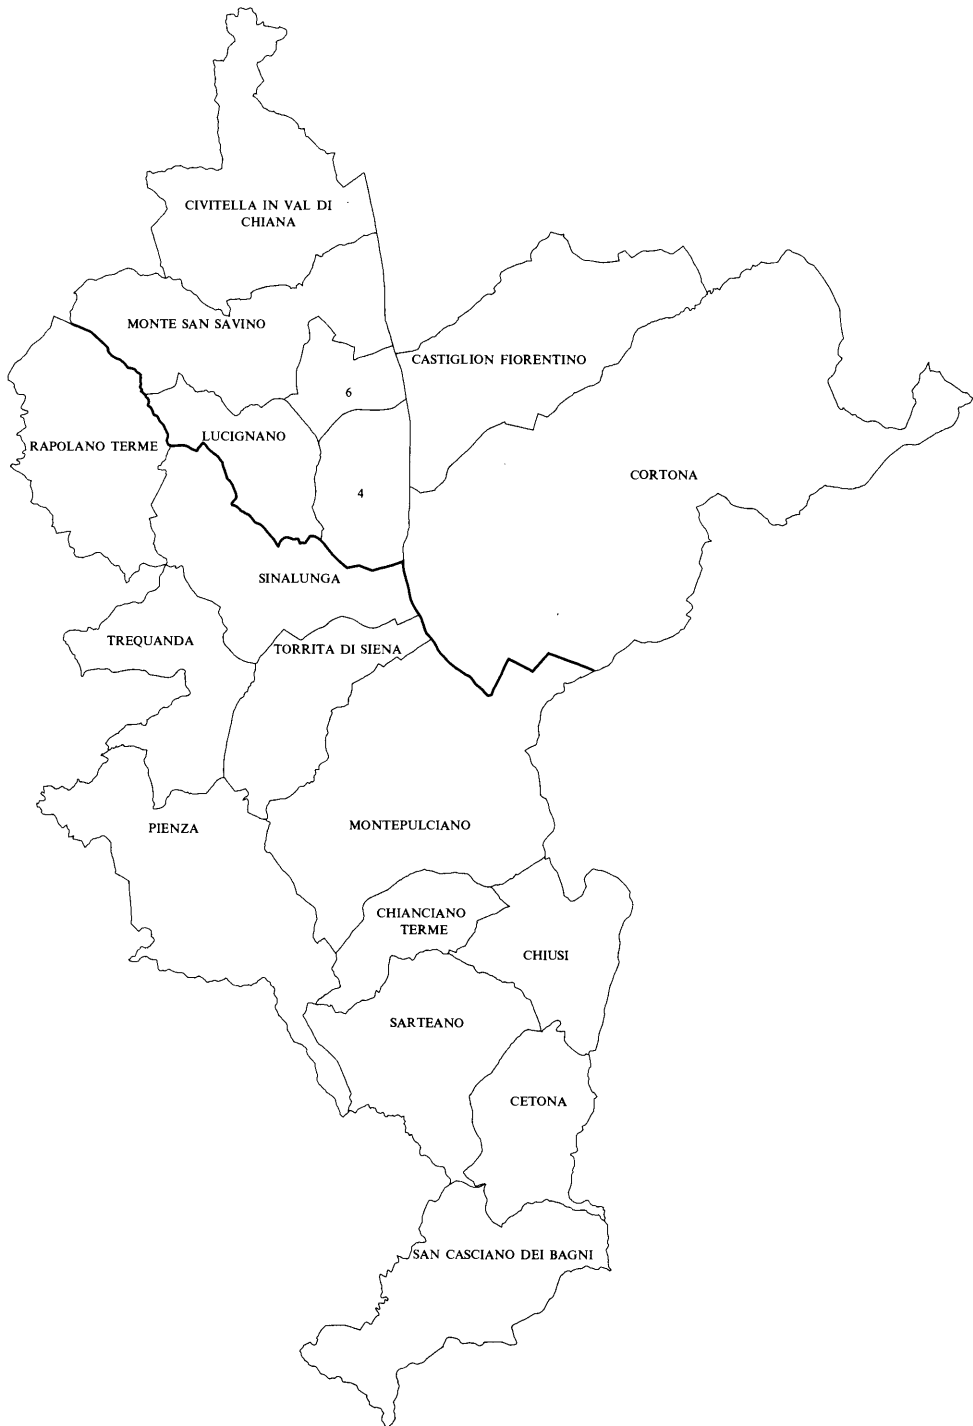 CIVITELLA IN VAL DI
CHIANA
MONTE SAN SAVINO
CASTIGLION FIORENTINO
6
LUCIGNANO
RAPOLANO TERME
CORTONA
4
SINALUNGA
TREQUANDA
TORRITA DI SIENA
MONTEPULCIANO
PIENZA
CHIANCIANO
TERME
CHIUSI
SARTEANO
CETONA
SAN CASCIANO DEI BAGNI